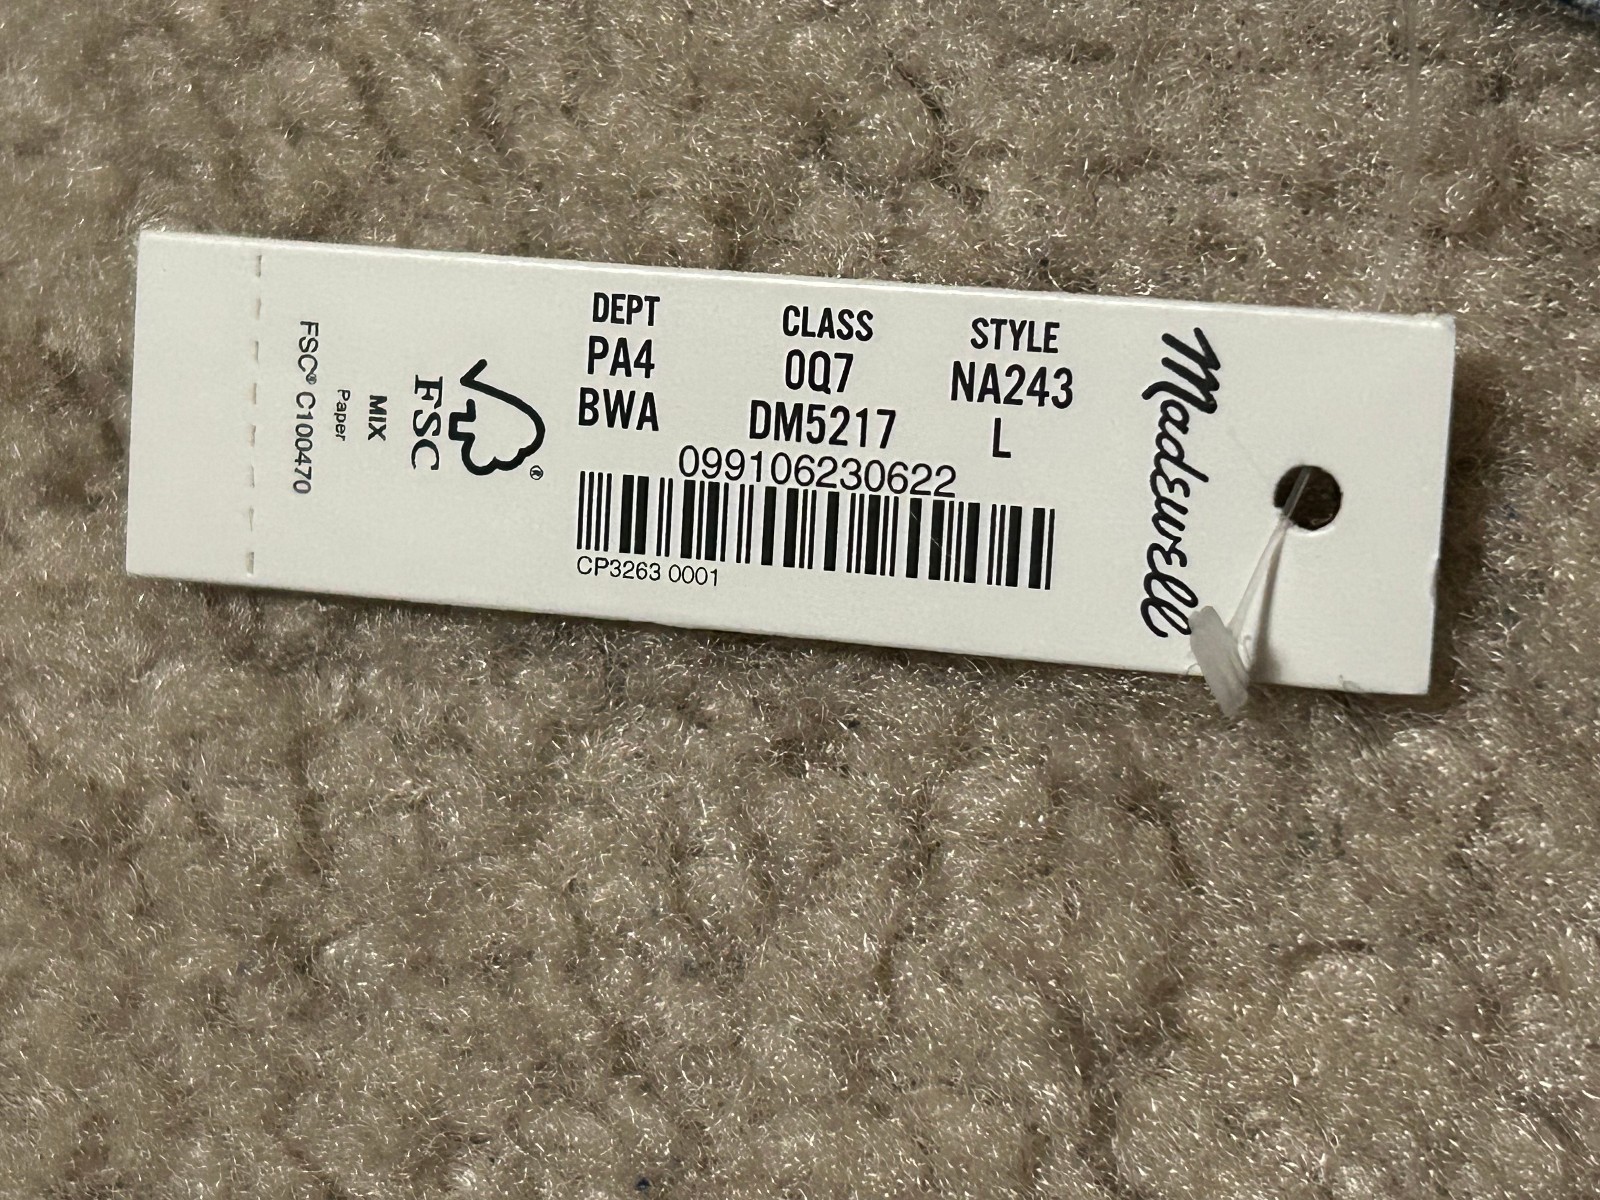 DEPT CLASS STYLE
PA4 0Q7 NA243
BWA DM5217 L
099106230622
CP3263 0001
Madewell
FSC®
MIX
Paper
FSC® C100470